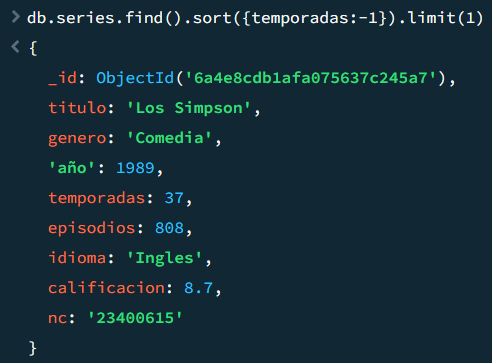 > db.series.find().sort({temporadas:-1}).limit(1)
< {
_id: ObjectId('6a4e8cdb1afa075637c245a7'),
titulo: 'Los Simpson',
genero: 'Comedia',
'año': 1989,
temporadas: 37,
episodios: 808,
idioma: 'Ingles',
calificacion: 8.7,
nc: '23400615'
}